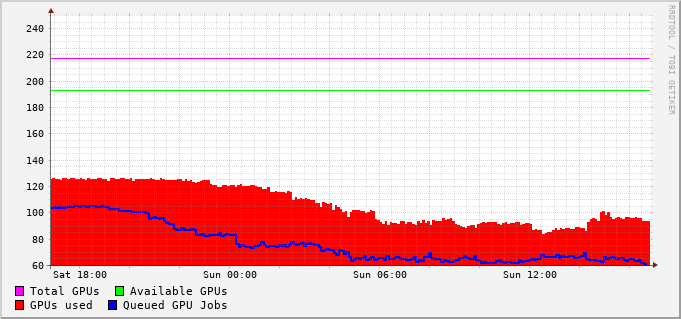 RRDTOOL / TOBI OETIKER
240
220
200
180
160
140
120
100
80
60
Sat 18:00 Sun 00:00 Sun 06:00 Sun 12:00
Total GPUs Available GPUs
GPUs used Queued GPU Jobs